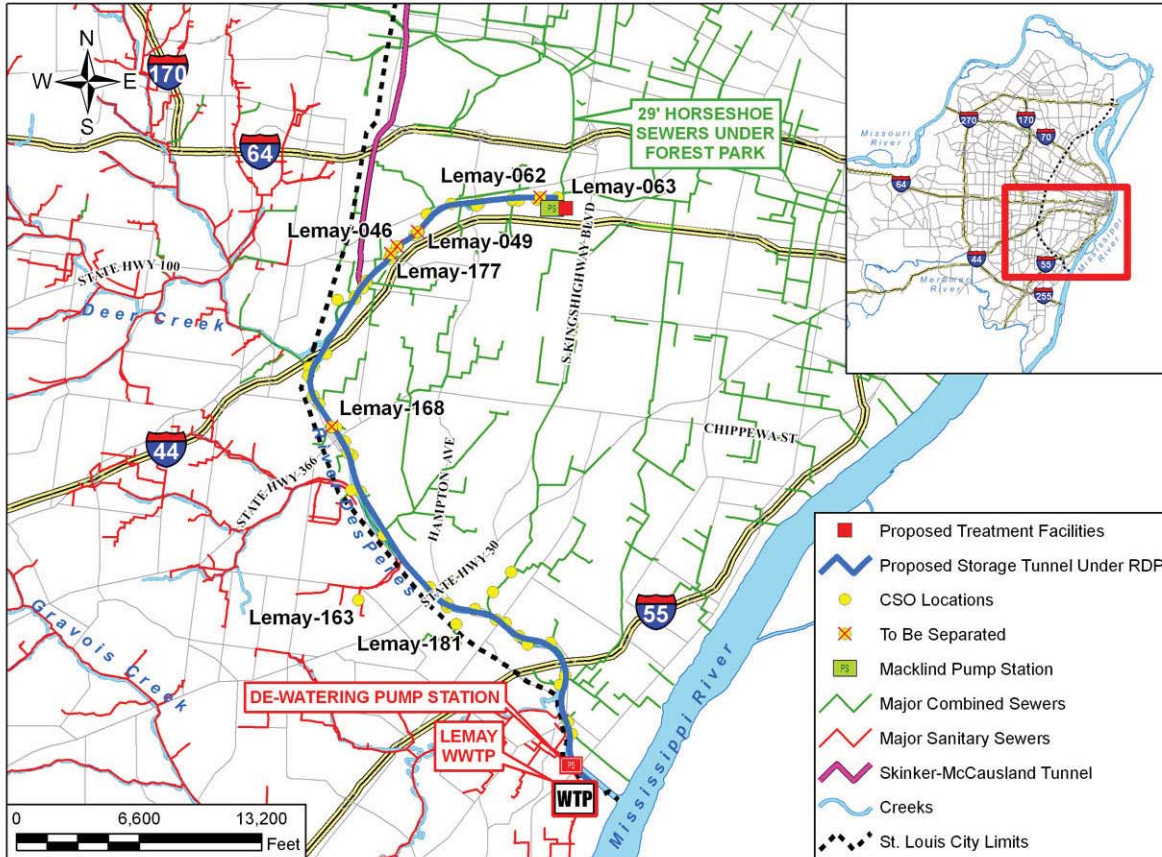 N
W
E
S
170
64
29' HORSESHOE
SEWERS UNDER
FOREST PARK
Lemay-062
Lemay-063
PS
Lemay-046
Lemay-049
Lemay-177
STATE HWY 100
Deer Creek
S KINGSHIGHWAY BLVD
Lemay-168
44
STATE-HWY-366
River DesPeres
HAMPTON AVE
CHIPPEWA ST
STATE-HWY-30
Lemay-163
Lemay-181
55
Gravois Creek
DE-WATERING PUMP STATION
LEMAY
WWTP
PS
WTP
Mississippi River
0 6,600 13,200
Feet
Missouri
River
270
170
70
64
44
55
255
Meramec
River
Mississippi
River
Proposed Treatment Facilities
Proposed Storage Tunnel Under RDP
CSO Locations
To Be Separated
PS
Macklind Pump Station
Major Combined Sewers
Major Sanitary Sewers
Skinker-McCausland Tunnel
Creeks
St. Louis City Limits